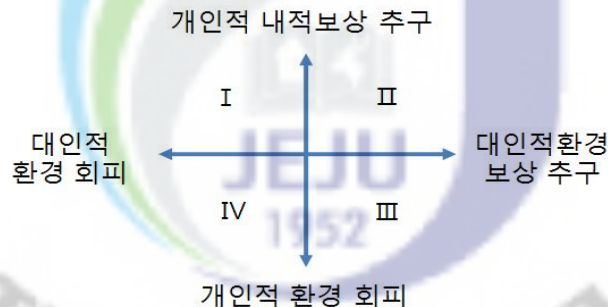 개인적 내적보상 추구
I
II
대인적
환경 회피
대인적환경
보상 추구
JEJU
IV
III
1952
개인적 환경 회피